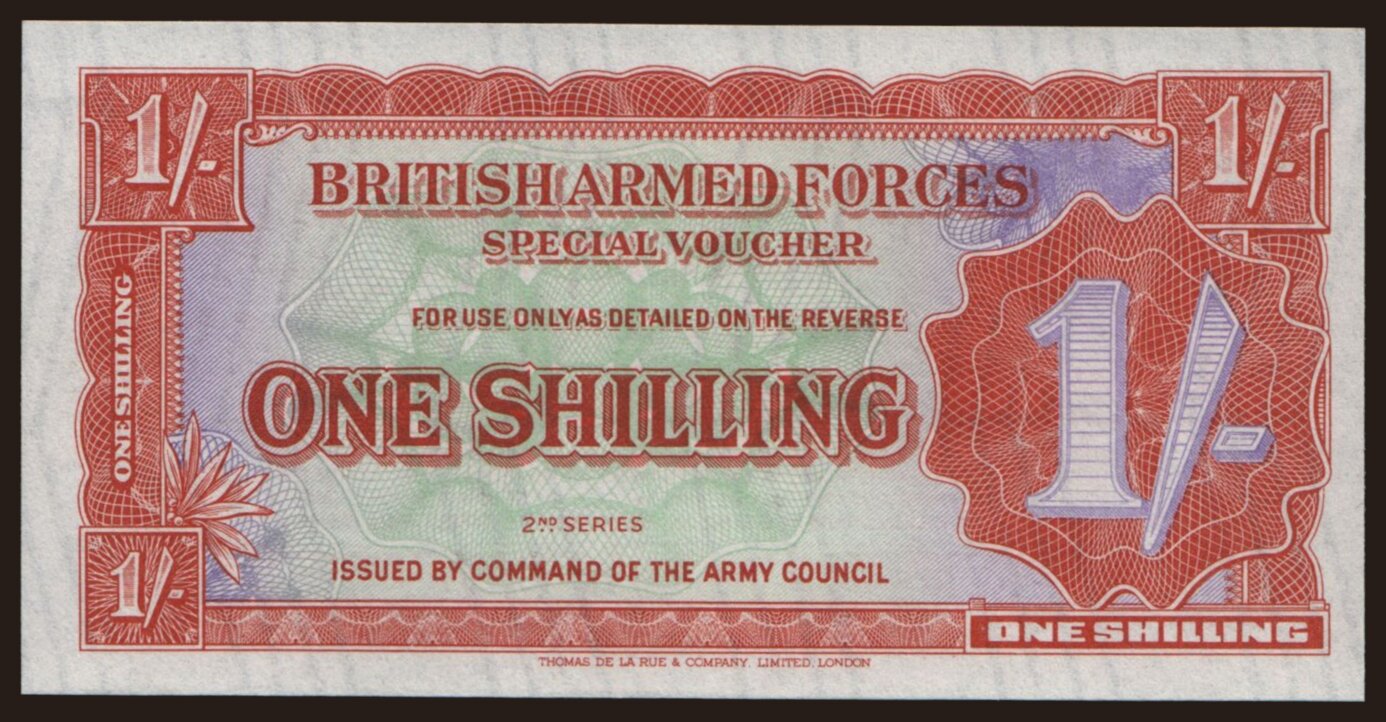 1/-
1/-
BRITISH ARMED FORCES
SPECIAL VOUCHER
FOR USE ONLY AS DETAILED ON THE REVERSE
ONE SHILLING
ONE SHILLING
1/-
2ND SERIES
ISSUED BY COMMAND OF THE ARMY COUNCIL
1/-
ONE SHILLING
THOMAS DE LA RUE & COMPANY, LIMITED, LONDON